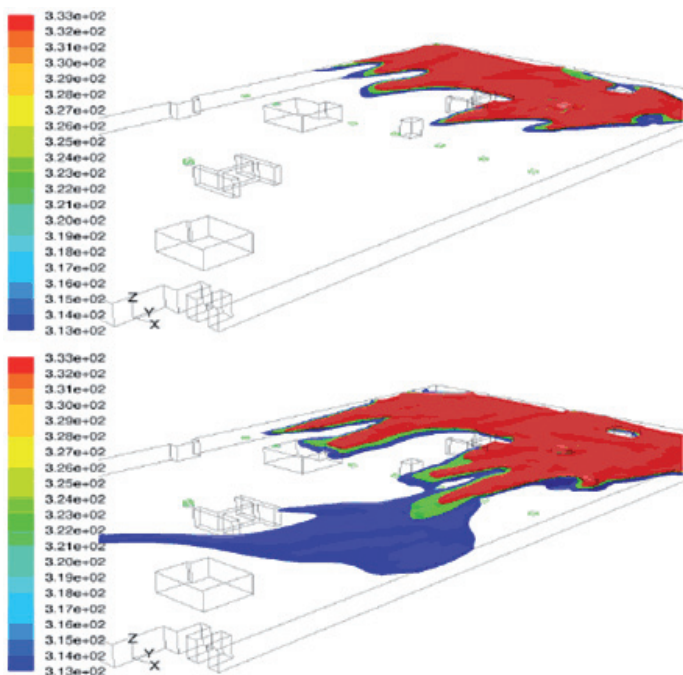 3.33e+02
3.32e+02
3.31e+02
3.30e+02
3.29e+02
3.28e+02
3.27e+02
3.26e+02
3.25e+02
3.24e+02
3.23e+02
3.22e+02
3.21e+02
3.20e+02
3.19e+02
3.18e+02
3.17e+02
3.16e+02
3.15e+02
3.14e+02
3.13e+02
Z
Y
X
3.33e+02
3.32e+02
3.31e+02
3.30e+02
3.29e+02
3.28e+02
3.27e+02
3.26e+02
3.25e+02
3.24e+02
3.23e+02
3.22e+02
3.21e+02
3.20e+02
3.19e+02
3.18e+02
3.17e+02
3.16e+02
3.15e+02
3.14e+02
3.13e+02
Z
Y
X